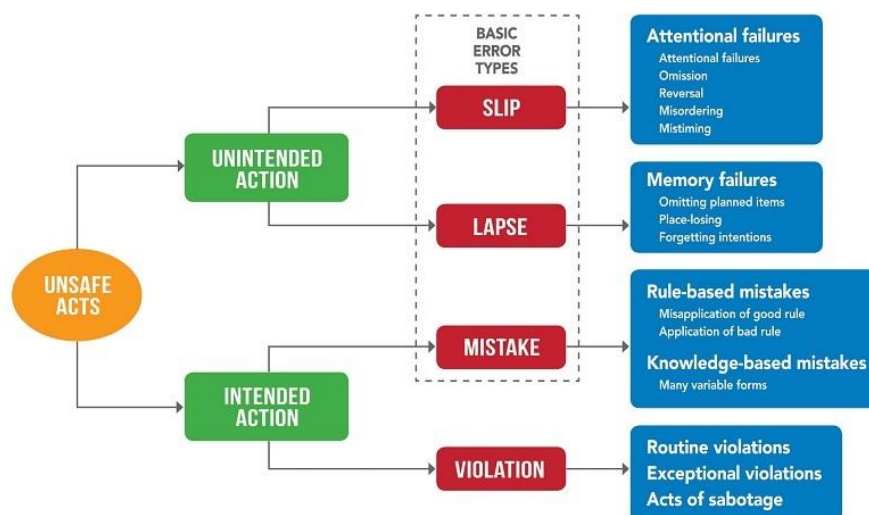 BASIC
ERROR
TYPES
UNSAFE
ACTS
UNINTENDED
ACTION
INTENDED
ACTION
SLIP
LAPSE
MISTAKE
VIOLATION
Attentional failures
Attentional failures
Omission
Reversal
Misordering
Mistiming
Memory failures
Omitting planned items
Place-losing
Forgetting intentions
Rule-based mistakes
Misapplication of good rule
Application of bad rule
Knowledge-based mistakes
Many variable forms
Routine violations
Exceptional violations
Acts of sabotage